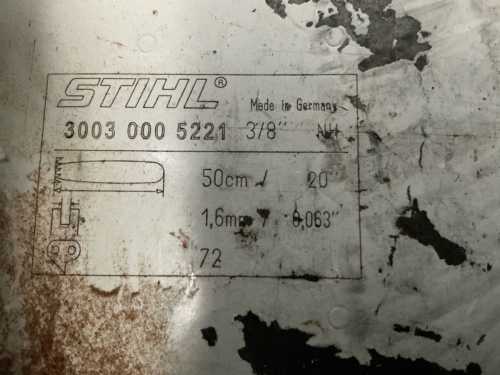 STIHL®
Made in Germany
3003 000 5221 3/8"
50cm / 20"
1,6mm / 0,063"
72